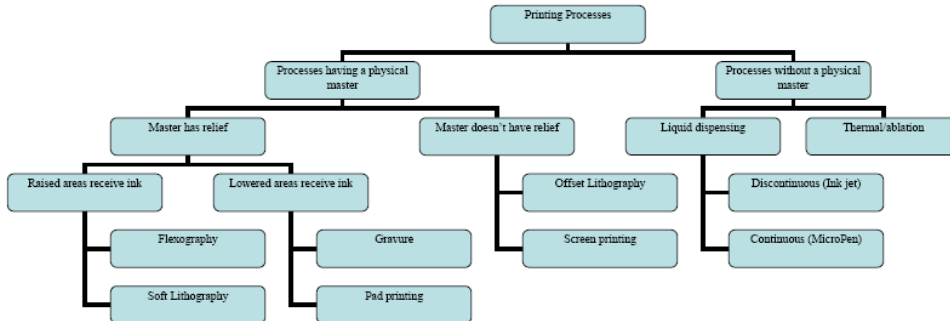 Printing Processes
Processes having a physical
master
Processes without a physical
master
Master has relief
Master doesn't have relief
Liquid dispensing
Thermal/ablation
Raised areas receive ink
Lowered areas receive ink
Offset Lithography
Discontinuous (Ink jet)
Flexography
Gravure
Screen printing
Continuous (MicroPen)
Soft Lithography
Pad printing